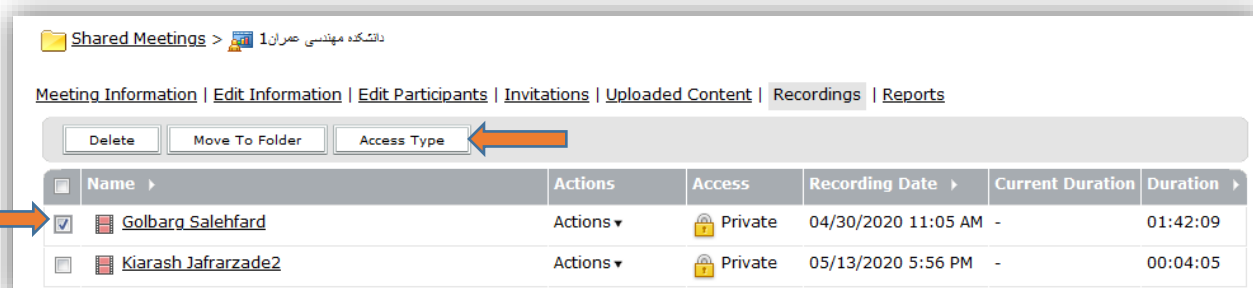 Shared Meetings > دانشکده مهندسی عمران1
Meeting Information | Edit Information | Edit Participants | Invitations | Uploaded Content | Recordings | Reports
Delete Move To Folder Access Type
Name Actions Access Recording Date Current Duration Duration
Golbarg Salehfard Actions Private 04/30/2020 11:05 AM - 01:42:09
Kiarash Jafrarzade2 Actions Private 05/13/2020 5:56 PM - 00:04:05